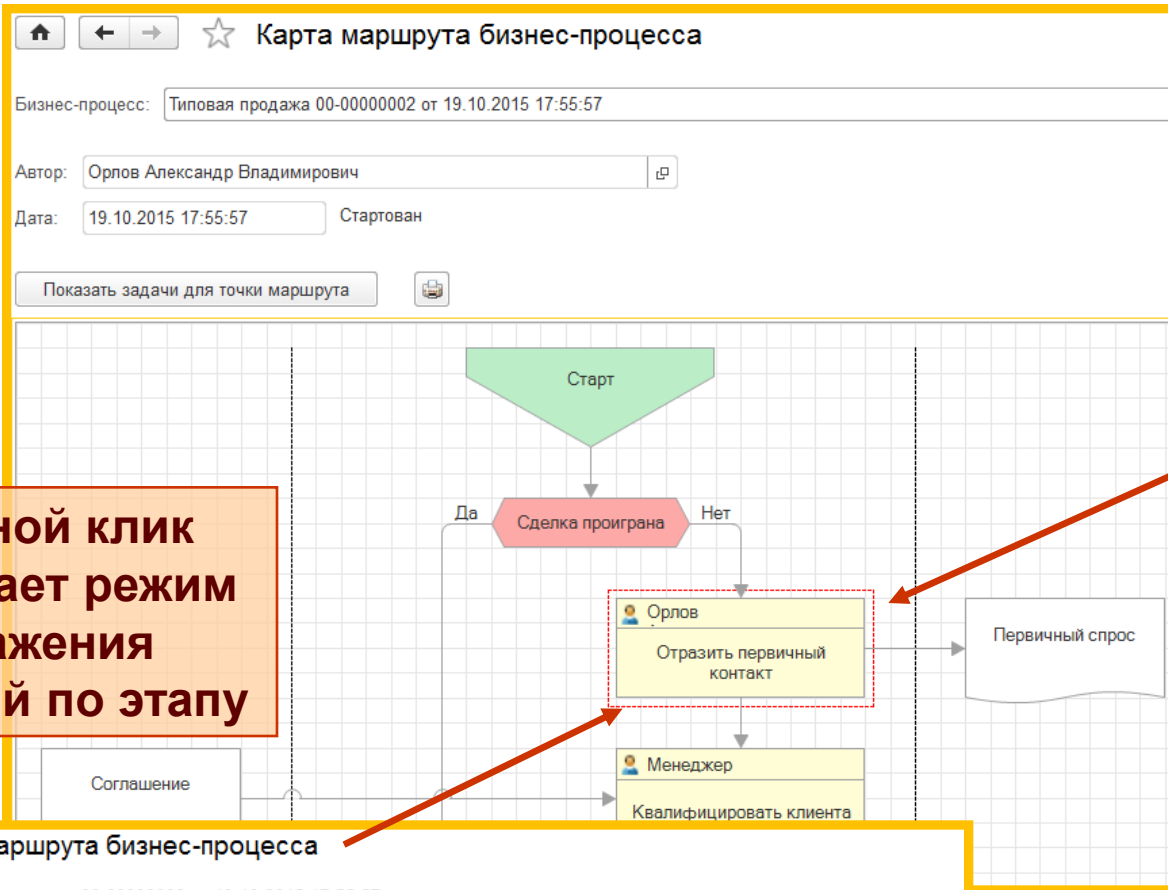 Карта маршрута бизнес-процесса
Бизнес-процесс: Типовая продажа 00-00000002 от 19.10.2015 17:55:57
Автор: Орлов Александр Владимирович
Дата: 19.10.2015 17:55:57 Стартован
Показать задачи для точки маршрута
Старт
Да Сделка проиграна Нет
ной клик
ает режим
ажения
й по этапу
Орлов
Отразить первичный
контакт
Первичный спрос
Соглашение
Менеджер
Квалифицировать клиента
аршрута бизнес-процесса